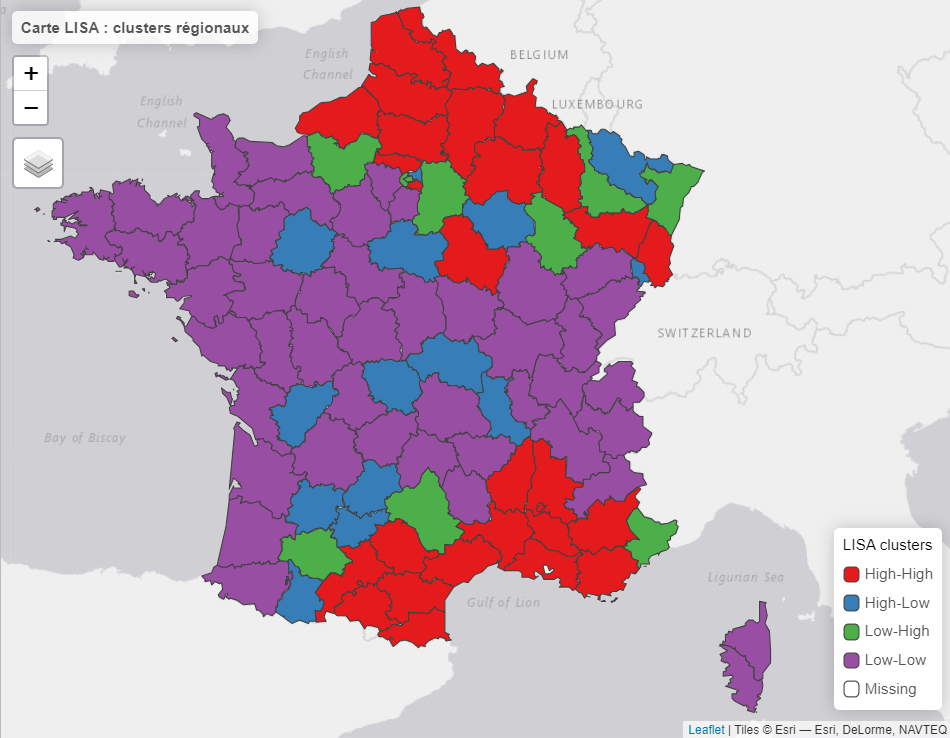 Carte LISA : clusters régionaux
+
−
English
Channel
BELGIUM
English
Channel
LUXEMBOURG
SWITZERLAND
Bay of Biscay
LISA clusters
High-High
High-Low
Low-High
Low-Low
Missing
Ligurian Sea
Gulf of Lion
Leaflet | Tiles © Esri — Esri, DeLorme, NAVTEQ